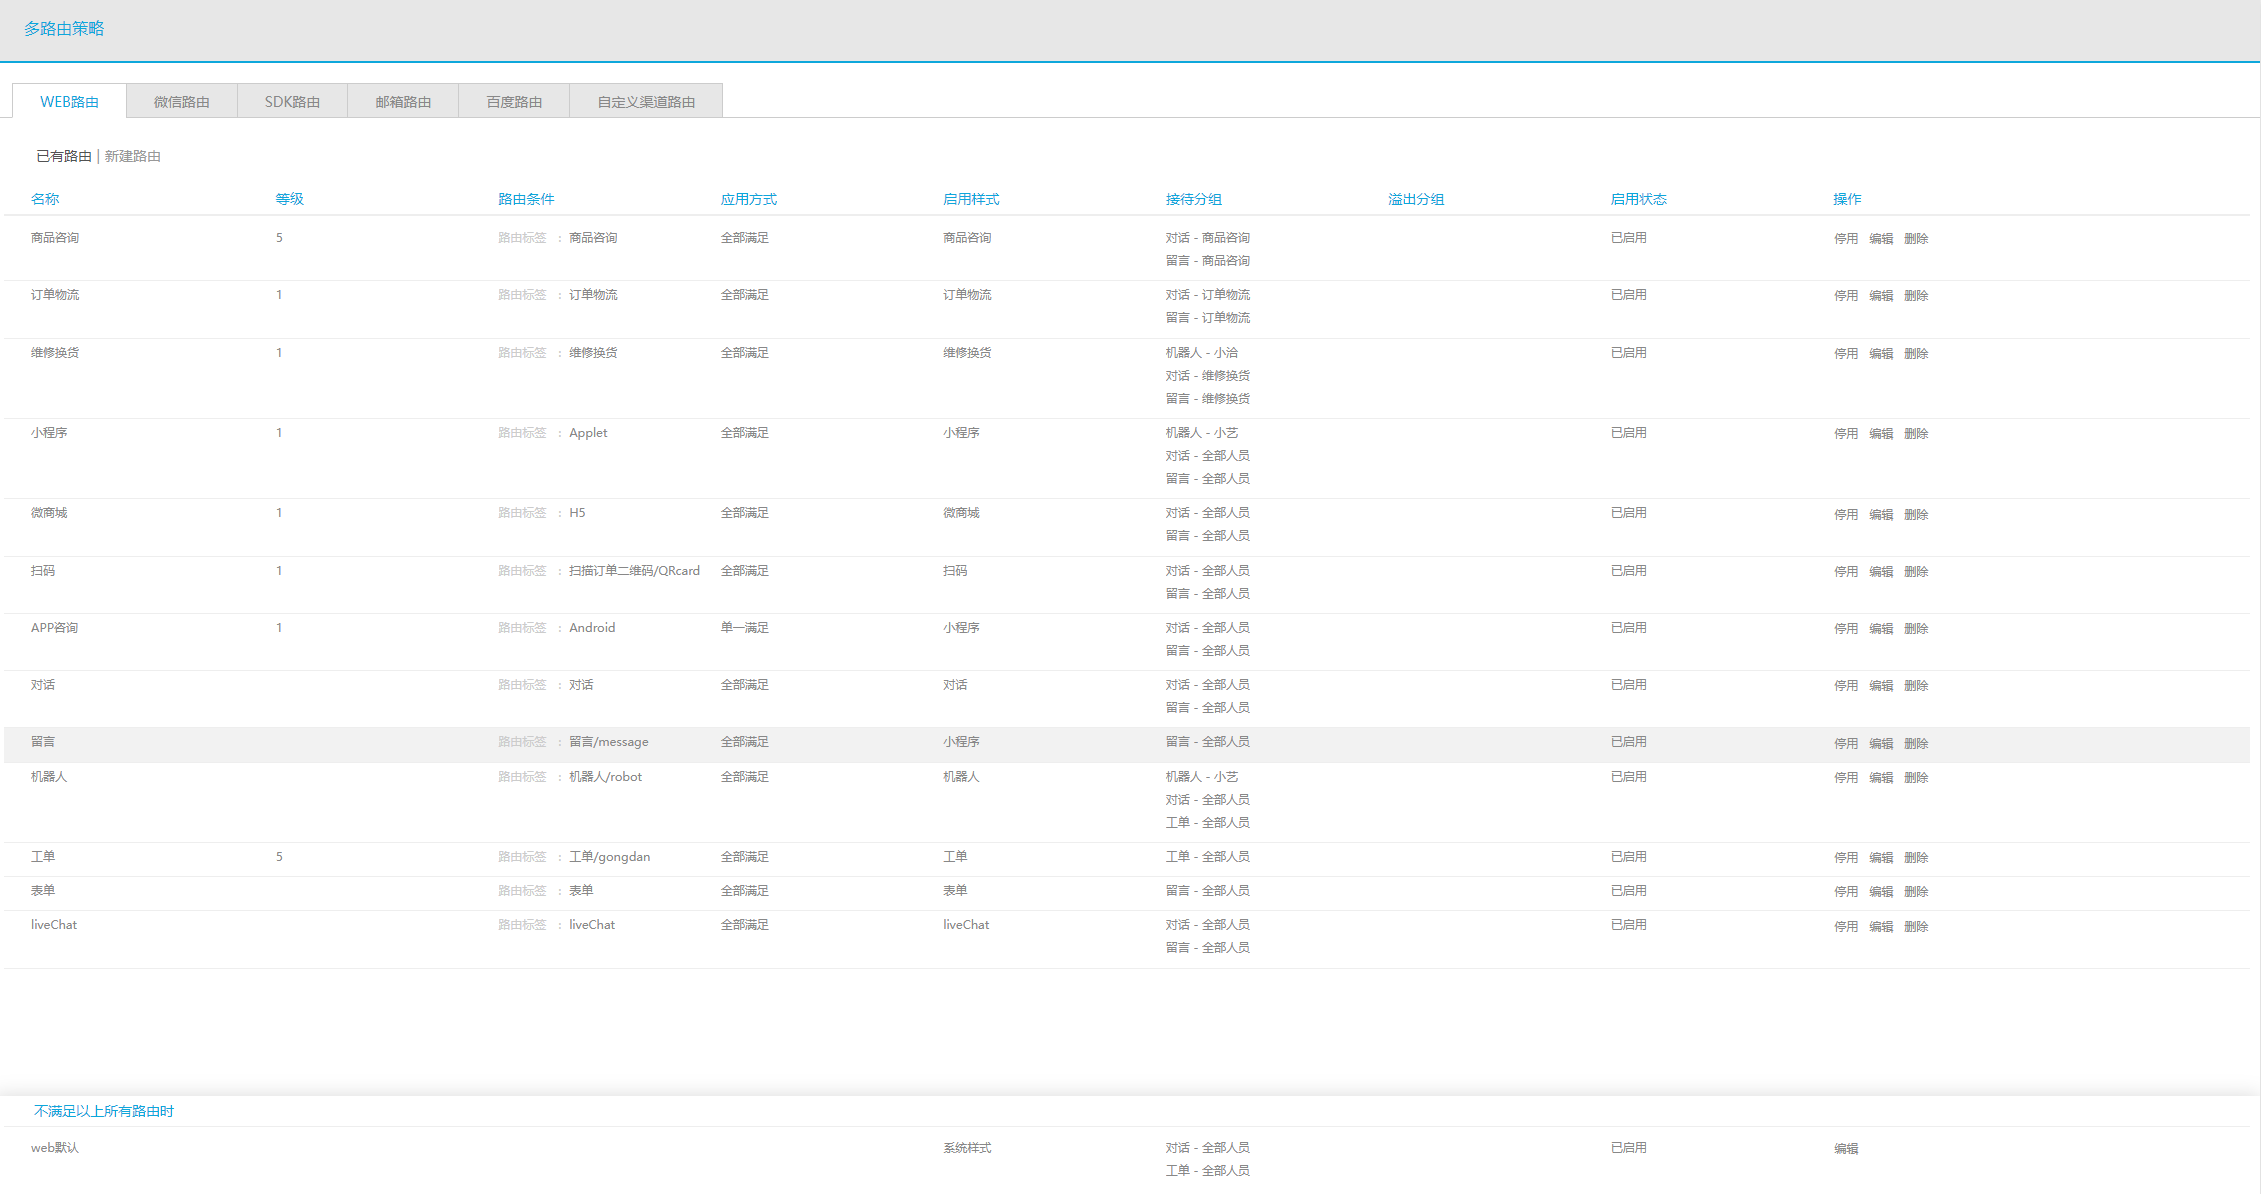 多路由策略
WEB路由 微信路由 SDK路由 邮箱路由 百度路由 自定义渠道路由
已有路由 | 新建路由
名称 等级 路由条件 应用方式 启用样式 接待分组 溢出分组 启用状态 操作
商品咨询 5 路由标签 : 商品咨询 全部满足 商品咨询 对话 - 商品咨询 已启用 停用 编辑 删除
留言 - 商品咨询
订单物流 1 路由标签 : 订单物流 全部满足 订单物流 对话 - 订单物流 已启用 停用 编辑 删除
留言 - 订单物流
维修换货 1 路由标签 : 维修换货 全部满足 维修换货 机器人 - 小洽 已启用 停用 编辑 删除
对话 - 维修换货
留言 - 维修换货
小程序 1 路由标签 : Applet 全部满足 小程序 机器人 - 小艺 已启用 停用 编辑 删除
对话 - 全部人员
留言 - 全部人员
微商城 1 路由标签 : H5 全部满足 微商城 对话 - 全部人员 已启用 停用 编辑 删除
留言 - 全部人员
扫码 1 路由标签 : 扫描订单二维码/QRcard 全部满足 扫码 对话 - 全部人员 已启用 停用 编辑 删除
留言 - 全部人员
APP咨询 1 路由标签 : Android 单一满足 小程序 对话 - 全部人员 已启用 停用 编辑 删除
留言 - 全部人员
对话 路由标签 : 对话 全部满足 对话 对话 - 全部人员 已启用 停用 编辑 删除
留言 - 全部人员
留言 路由标签 : 留言/message 全部满足 小程序 留言 - 全部人员 已启用 停用 编辑 删除
机器人 路由标签 : 机器人/robot 全部满足 机器人 机器人 - 小艺 已启用 停用 编辑 删除
对话 - 全部人员
工单 - 全部人员
工单 5 路由标签 : 工单/gongdan 全部满足 工单 工单 - 全部人员 已启用 停用 编辑 删除
表单 路由标签 : 表单 全部满足 表单 留言 - 全部人员 已启用 停用 编辑 删除
liveChat 路由标签 : liveChat 全部满足 liveChat 对话 - 全部人员 已启用 停用 编辑 删除
留言 - 全部人员
不满足以上所有路由时
web默认 系统样式 对话 - 全部人员 已启用 编辑
工单 - 全部人员